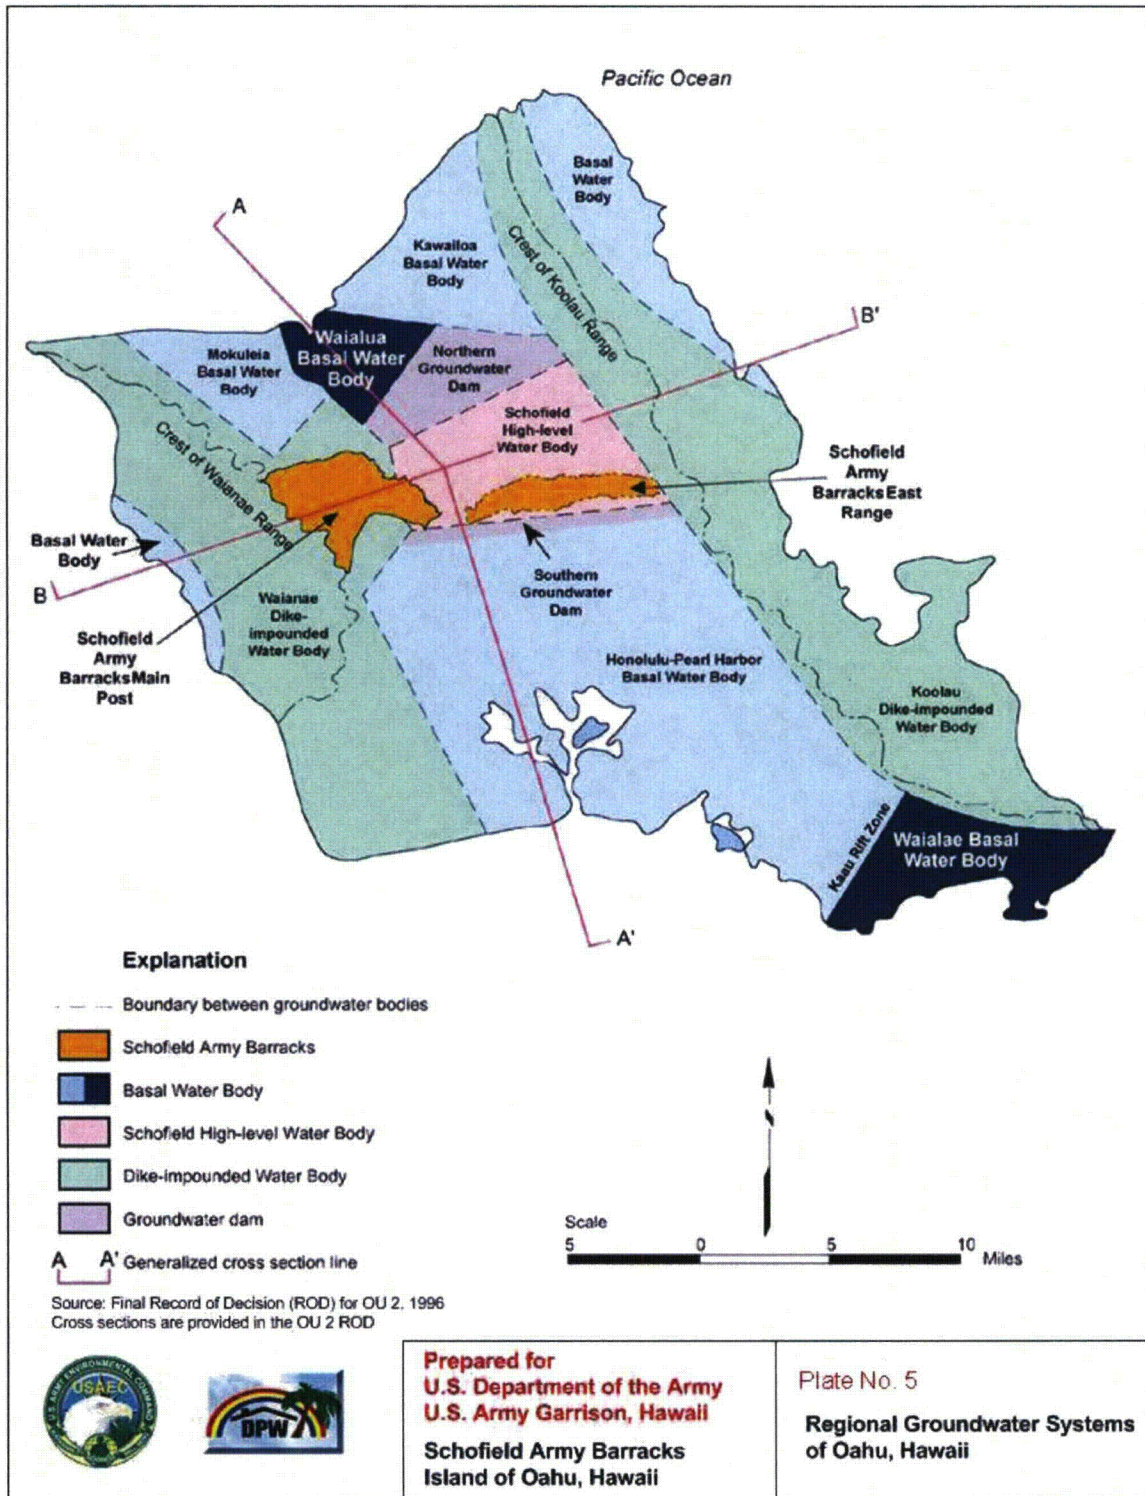 Pacific Ocean
Basal
Water
Body
A
Kawailoa
Basal Water
Body
Crest of Koolau Range
B'
Waialua
Basal Water
Body
Mokuleia
Basal Water
Body
Northern
Groundwater
Dam
Schofield
High-level
Water Body
Crest of Waianae Range
Schofield
Army
Barracks East
Range
Basal Water
Body
B
Southern
Groundwater
Dam
Waianae
Dike-
impounded
Water Body
Schofield
Army
Barracks Main
Post
Honolulu-Pearl Harbor
Basal Water Body
Koolau
Dike-impounded
Water Body
Kaau Rift Zone
Waialae Basal
Water Body
A'
Explanation
Boundary between groundwater bodies
Schofield Army Barracks
Basal Water Body
Schofield High-level Water Body
Dike-impounded Water Body
Groundwater dam
A A' Generalized cross section line
Scale
5 0 5 10 Miles
Source: Final Record of Decision (ROD) for OU 2. 1996
Cross sections are provided in the OU 2 ROD
U.S. ARMY ENVIRONMENTAL COMMAND
USAEC
DPW
Prepared for
U.S. Department of the Army
U.S. Army Garrison, Hawaii
Schofield Army Barracks
Island of Oahu, Hawaii
Plate No. 5
Regional Groundwater Systems
of Oahu, Hawaii